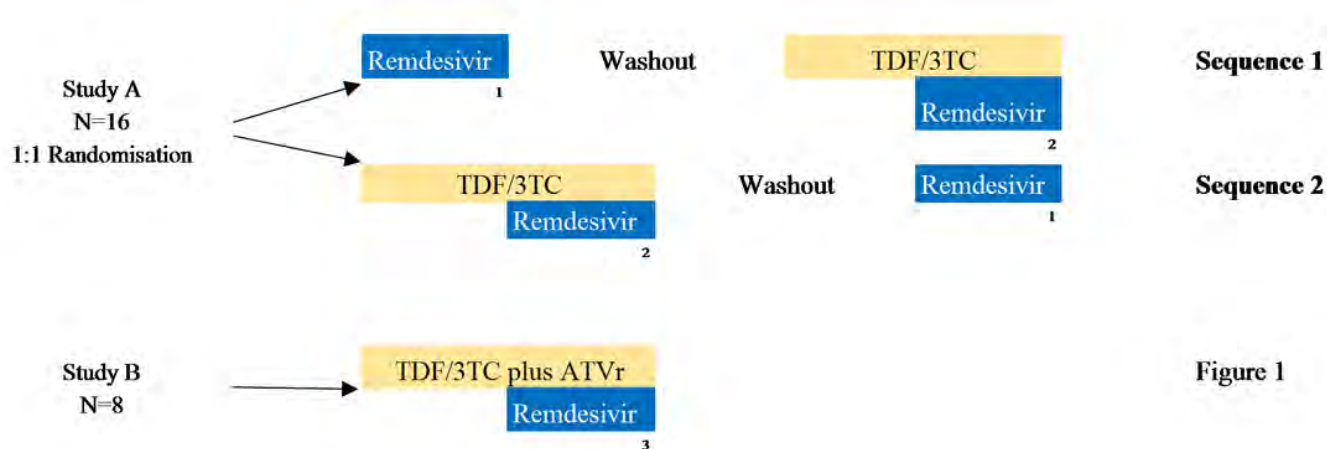 Remdesivir
1
Washout
TDF/3TC
Remdesivir
2
Sequence 1
Study A
N=16
1:1 Randomisation
TDF/3TC
Remdesivir
2
Washout
Remdesivir
1
Sequence 2
Study B
N=8
TDF/3TC plus ATVr
Remdesivir
3
Figure 1